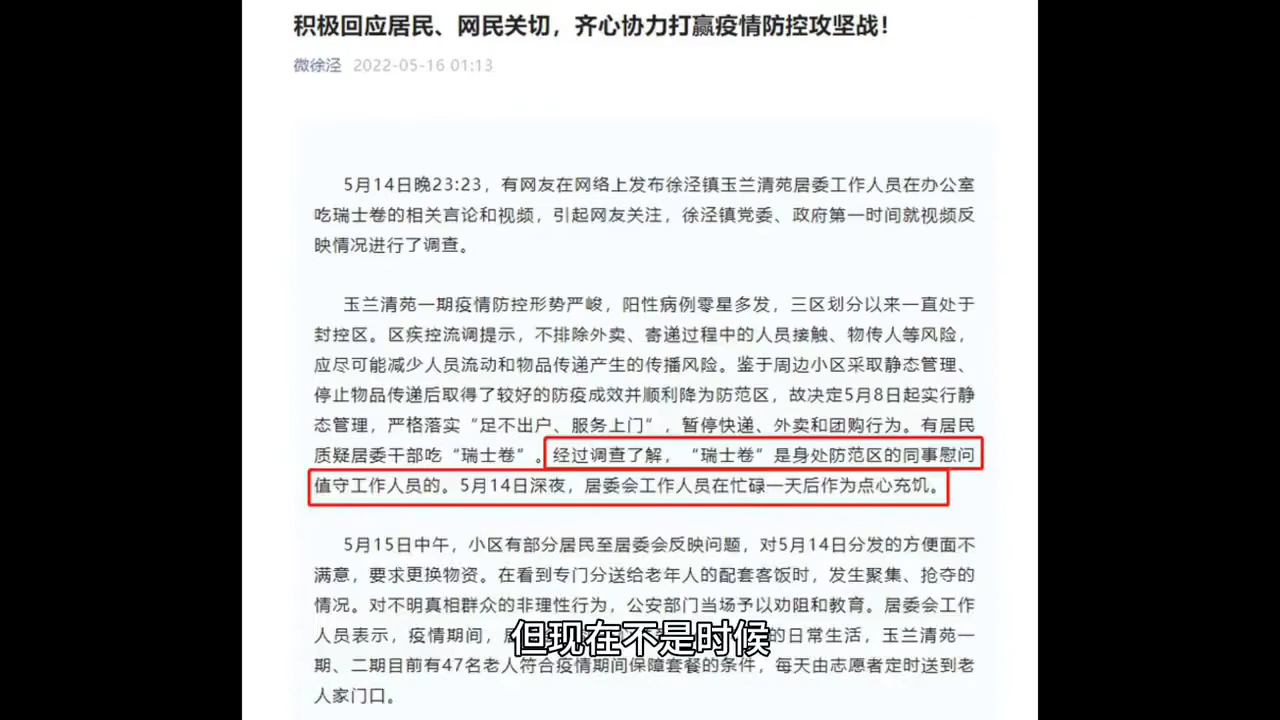 积极回应居民、网民关切，齐心协力打赢疫情防控攻坚战！
微徐泾 2022-05-16 01:13
5月14日晚23:23，有网友在网络上发布徐泾镇玉兰清苑居委工作人员在办公室
吃瑞士卷的相关言论和视频，引起网友关注，徐泾镇党委、政府第一时间就视频反
映情况进行了调查。
玉兰清苑一期疫情防控形势严峻，阳性病例零星多发，三区划分以来一直处于
封控区。区疾控流调提示，不排除外卖、寄递过程中的人员接触、物传人等风险，
应尽可能减少人员流动和物品传递产生的传播风险。鉴于周边小区采取静态管理、
停止物品传递后取得了较好的防疫成效并顺利降为防范区，故决定5月8日起实行静
态管理，严格落实“足不出户、服务上门”，暂停快递、外卖和团购行为。有居民
质疑居委干部吃“瑞士卷”。经过调查了解，“瑞士卷”是身处防范区的同事慰问
值守工作人员的。5月14日深夜，居委会工作人员在忙碌一天后作为点心充饥。
5月15日中午，小区有部分居民至居委会反映问题，对5月14日分发的方便面不
满意，要求更换物资。在看到专门分送给老年人的配套客饭时，发生聚集、抢夺的
情况。对不明真相群众的非理性行为，公安部门当场予以劝阻和教育。居委会工作
人员表示，疫情期间，
的日常生活，玉兰清苑一
但现在不是时候
期、二期目前有47名老人符合疫情期间保障套餐的条件，每天由志愿者定时送到老
人家门口。